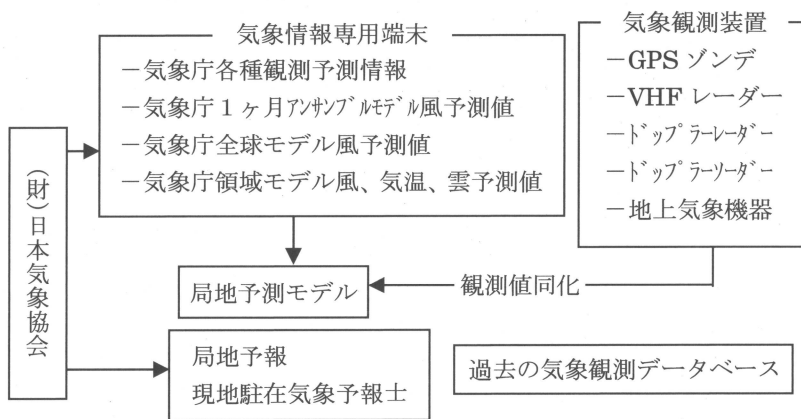 気象情報専用端末
－気象庁各種観測予測情報
－気象庁１ヶ月ｱﾝｻﾝﾌﾞﾙﾓﾃﾞﾙ風予測値
－気象庁全球モデル風予測値
－気象庁領域モデル風、気温、雲予測値
気象観測装置
－GPS ゾンデ
－VHF レーダー
－ﾄﾞｯﾌﾟﾗｰﾚｰﾀﾞｰ
－ﾄﾞｯﾌﾟﾗｰｿｰﾀﾞｰ
－地上気象機器
(財)日本気象協会
局地予測モデル
観測値同化
局地予報
現地駐在気象予報士
過去の気象観測データベース